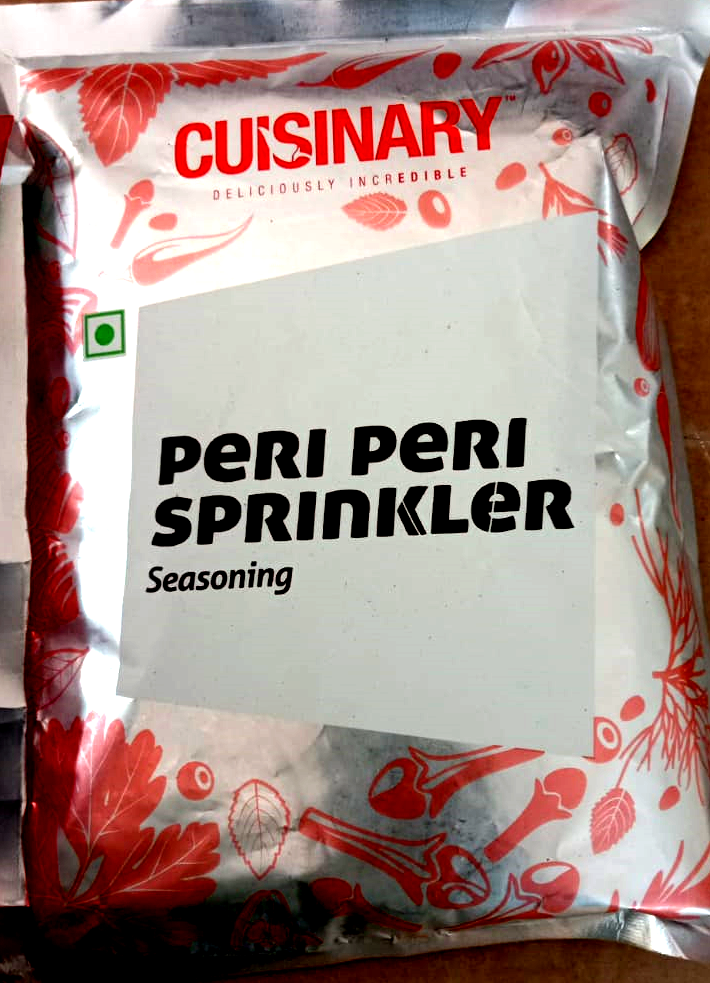 CUISINARY™
DELICIOUSLY INCREDIBLE
PERI PERI
SPRINKLER
Seasoning